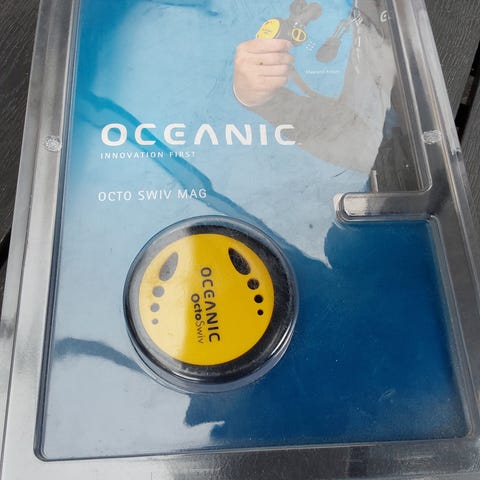 OCEANIC
INNOVATION FIRST
OCTO SWIV MAG
OCEANIC
OctoSwiv